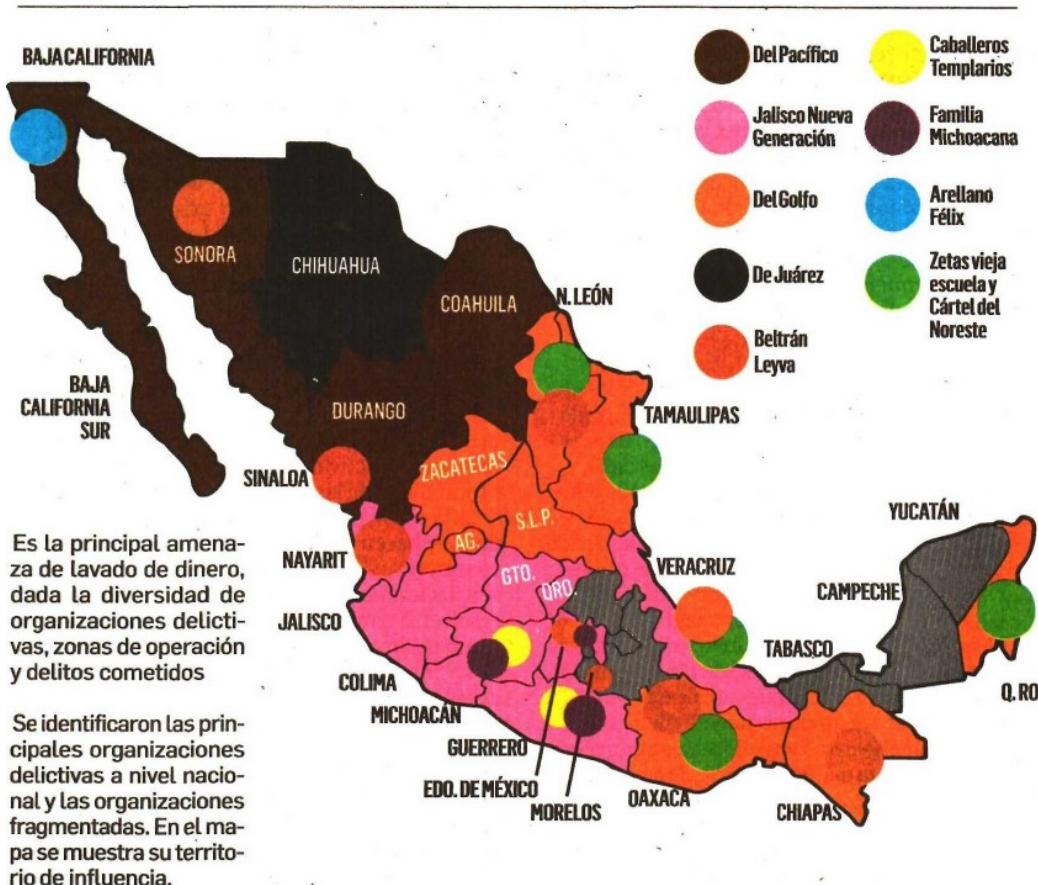 BAJA CALIFORNIA
Del Pacífico
Caballeros
Templarios
Jalisco Nueva
Generación
Familia
Michoacana
Del Golfo
Arellano
Félix
De Juárez
Zetas vieja
escuela y
Cártel del
Noreste
Beltrán
Leyva
SONORA
CHIHUAHUA
COAHUILA
N. LEÓN
BAJA
CALIFORNIA
SUR
DURANGO
TAMAULIPAS
SINALOA
ZACATECAS
S.L.P.
AG.
NAYARIT
GTO.
QRO.
VERACRUZ
YUCATÁN
CAMPECHE
JALISCO
TABASCO
COLIMA
Q. RO
MICHOACÁN
GUERRERO
EDO. DE MÉXICO
MORELOS
OAXACA
CHIAPAS
Es la principal amena-
za de lavado de dinero,
dada la diversidad de
organizaciones delicti-
vas, zonas de operación
y delitos cometidos
Se identificaron las prin-
cipales organizaciones
delictivas a nivel nacio-
nal y las organizaciones
fragmentadas. En el ma-
pa se muestra su territo-
rio de influencia.